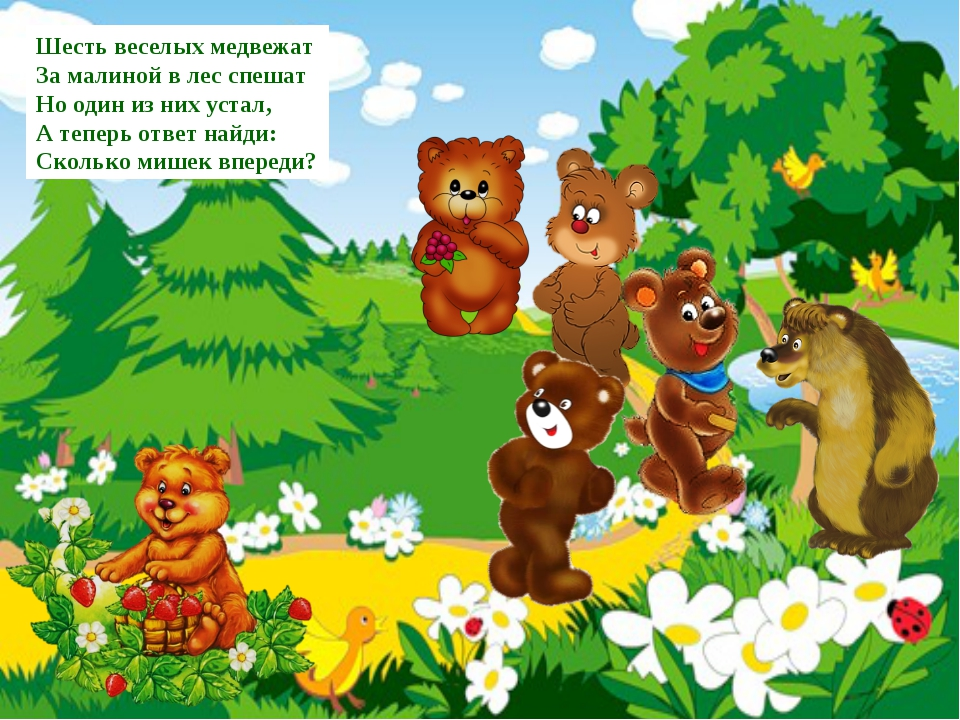 Шесть веселых медвежат
За малиной в лес спешат
Но один из них устал,
А теперь ответ найди:
Сколько мишек впереди?